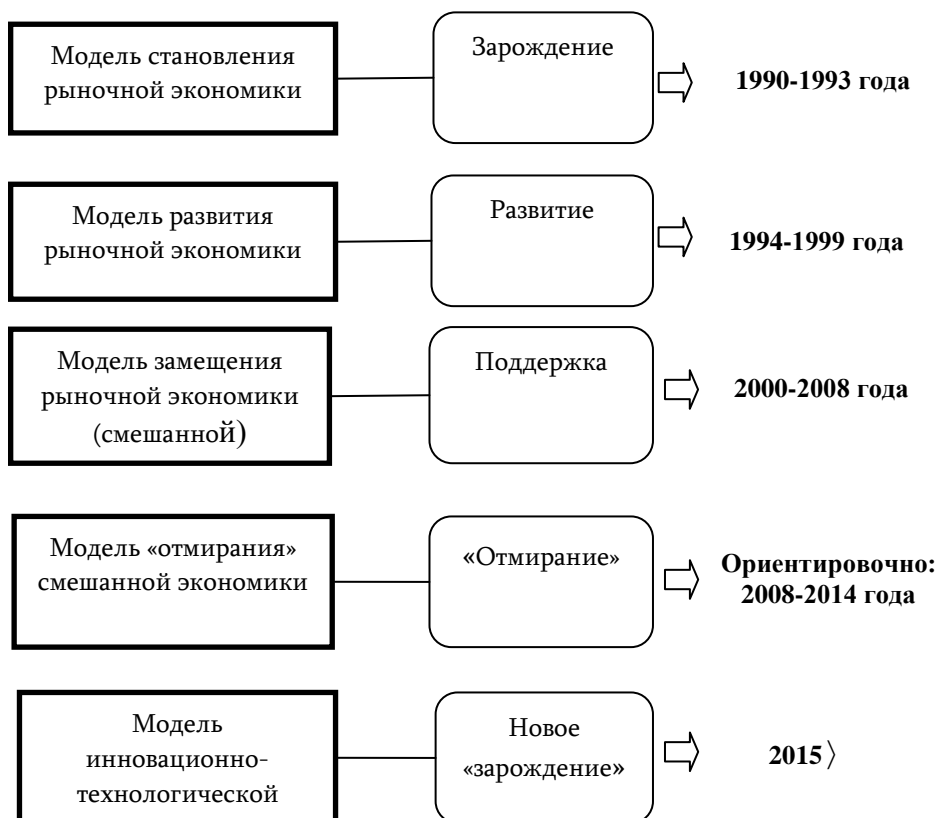 Модель становления
рыночной экономики
Зарождение
1990-1993 года
Модель развития
рыночной экономики
Развитие
1994-1999 года
Модель замещения
рыночной экономики
(смешанной)
Поддержка
2000-2008 года
Модель «отмирания»
смешанной экономики
«Отмирание»
Ориентировочно:
2008-2014 года
Модель
инновационно-
технологической
Новое
«зарождение»
2015〉